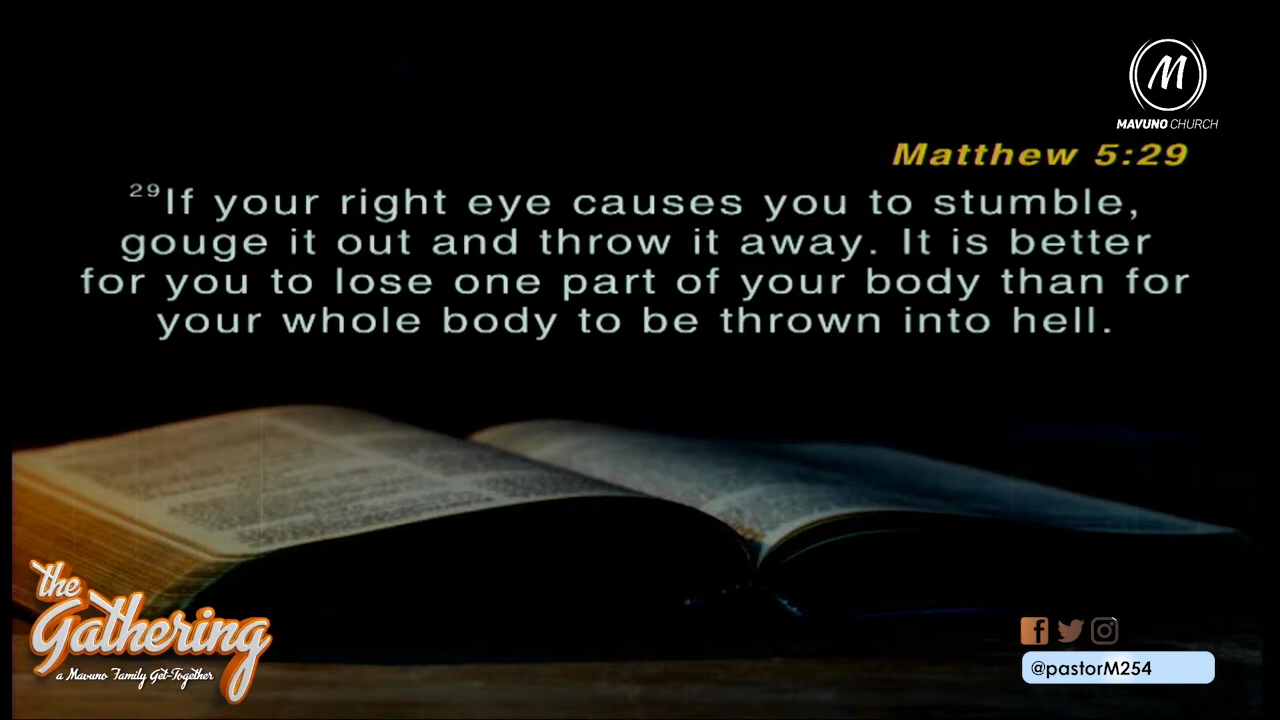 M
MAVUNO CHURCH
Matthew 5:29
29If your right eye causes you to stumble,
gouge it out and throw it away. It is better
for you to lose one part of your body than for
your whole body to be thrown into hell.
the
Gathering
a Mavuno Family Get-Together
@pastorM254